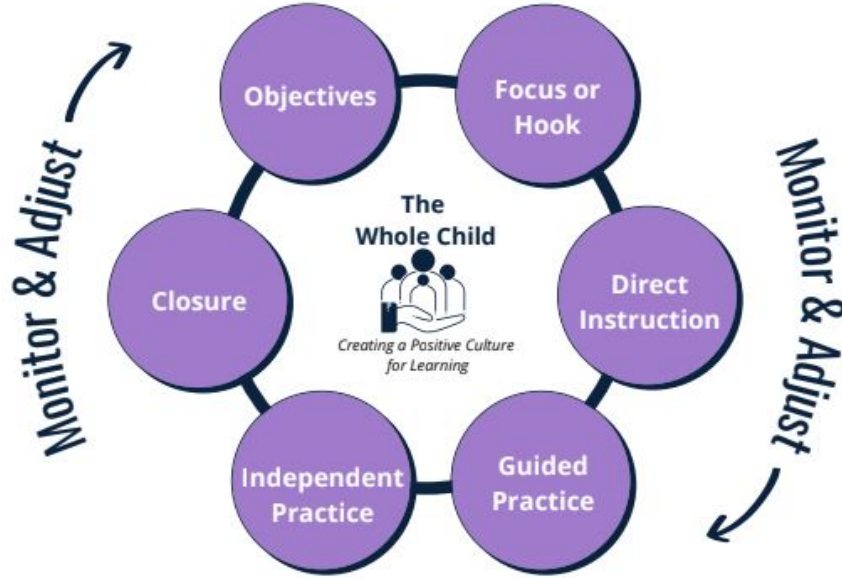 Objectives
Focus or
Hook
Monitor & Adjust
Monitor & Adjust
The
Whole Child
Creating a Positive Culture
for Learning
Closure
Direct
Instruction
Independent
Practice
Guided
Practice